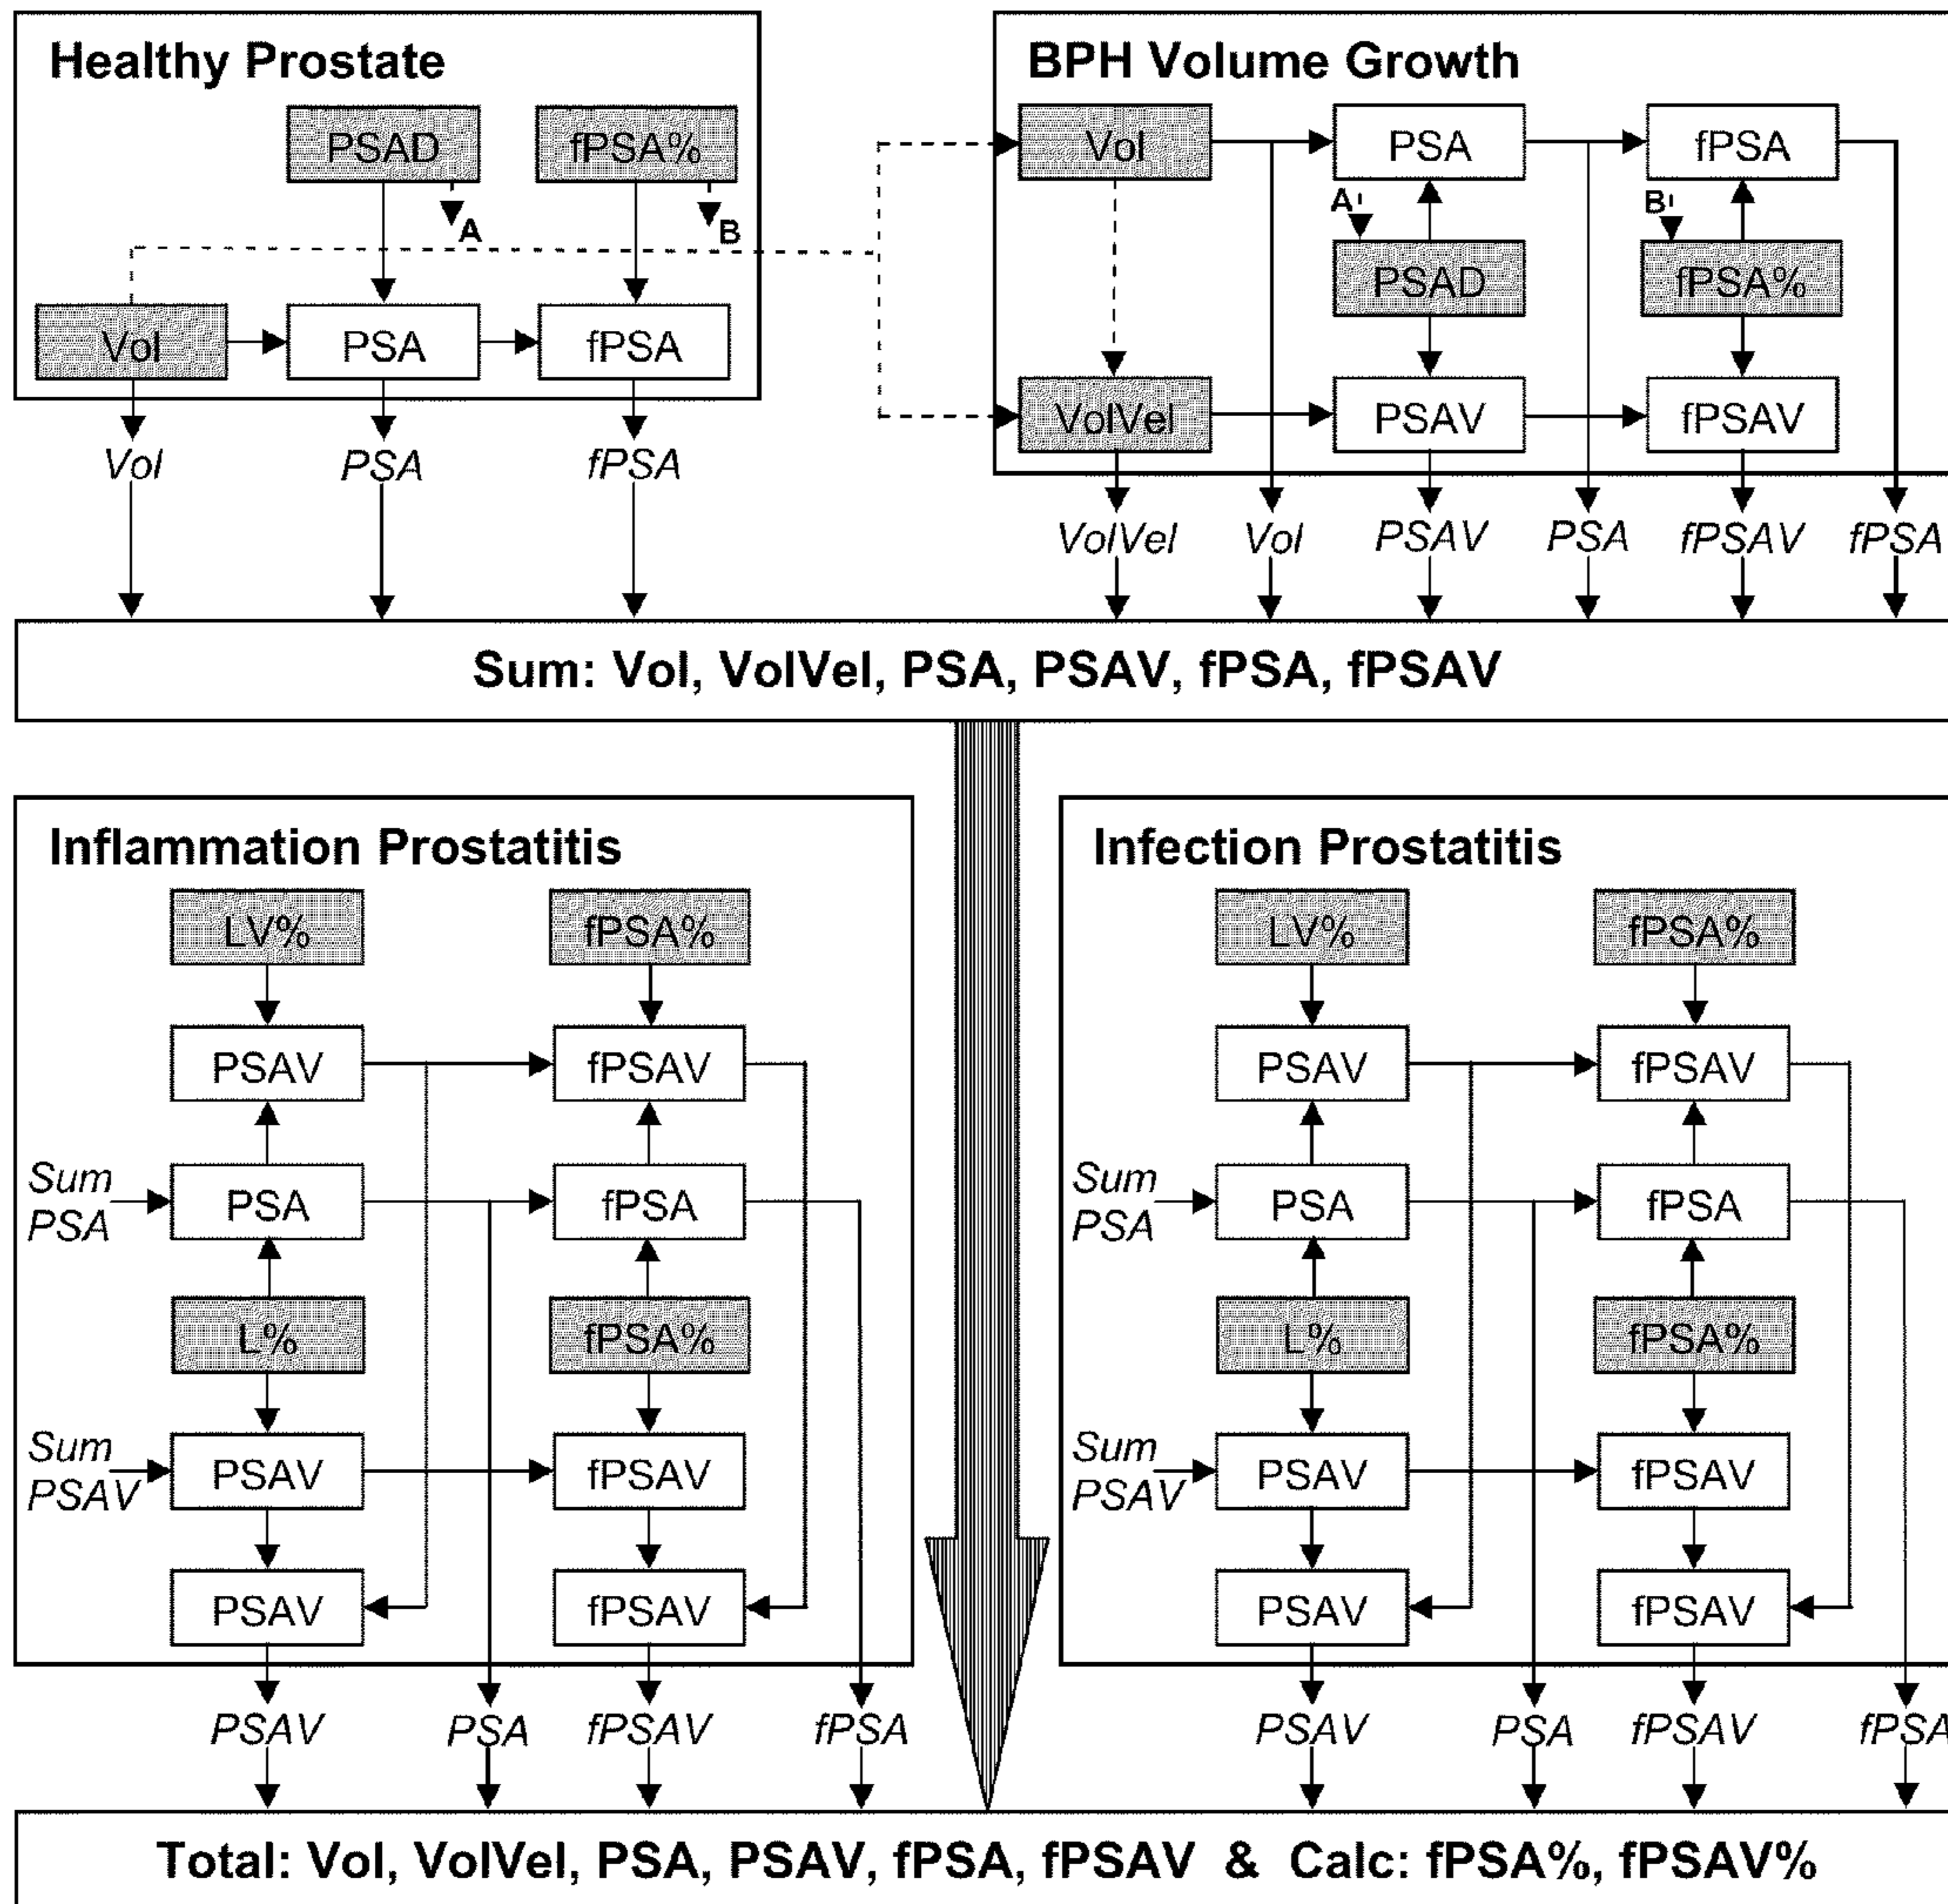 Healthy Prostate
PSAD
fPSA%
A
B
Vol
PSA
fPSA
Vol
PSA
fPSA
BPH Volume Growth
Vol
PSA
fPSA
A
B
PSAD
fPSA%
VolVel
PSAV
fPSAV
VolVel
Vol
PSAV
PSA
fPSAV
fPSA
Sum: Vol, VolVel, PSA, PSAV, fPSA, fPSAV
Inflammation Prostatitis
LV%
fPSA%
PSAV
fPSAV
Sum
PSA
PSA
fPSA
L%
fPSA%
Sum
PSAV
PSAV
fPSAV
PSAV
fPSAV
PSAV
PSA
fPSAV
fPSA
Infection Prostatitis
LV%
fPSA%
PSAV
fPSAV
Sum
PSA
PSA
fPSA
L%
fPSA%
Sum
PSAV
PSAV
fPSAV
PSAV
fPSAV
PSAV
PSA
fPSAV
fPSA
Total: Vol, VolVel, PSA, PSAV, fPSA, fPSAV & Calc: fPSA%, fPSAV%